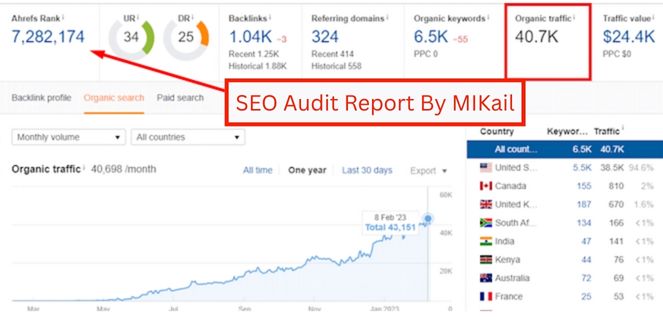 Ahrefs Rank UR DR Backlinks Referring domains Organic keywords Organic traffic Traffic value
7,282,174 34 25 1.04K -3 324 6.5K -55 40.7K $24.4K
Recent 1.25K Recent 414 PPC 0 PPC $0
Historical 1.88K Historical 558
SEO Audit Report By MIKail
Backlink profile Organic search Paid search
Monthly volume All countries
Organic traffic 40,698 /month All time One year Last 30 days Export
60K
8 Feb '23
Total 43,151
40K
20K
0
Mar May Jul Sep Nov Jan 2023
Country Keywor... Traffic
All count... 6.5K 40.7K
United S... 5.5K 38.5K 94.6%
Canada 155 810 2%
United K... 187 670 1.6%
South Af... 134 166 <1%
India 47 141 <1%
Kenya 44 76 <1%
Australia 72 69 <1%
France 25 53 <1%